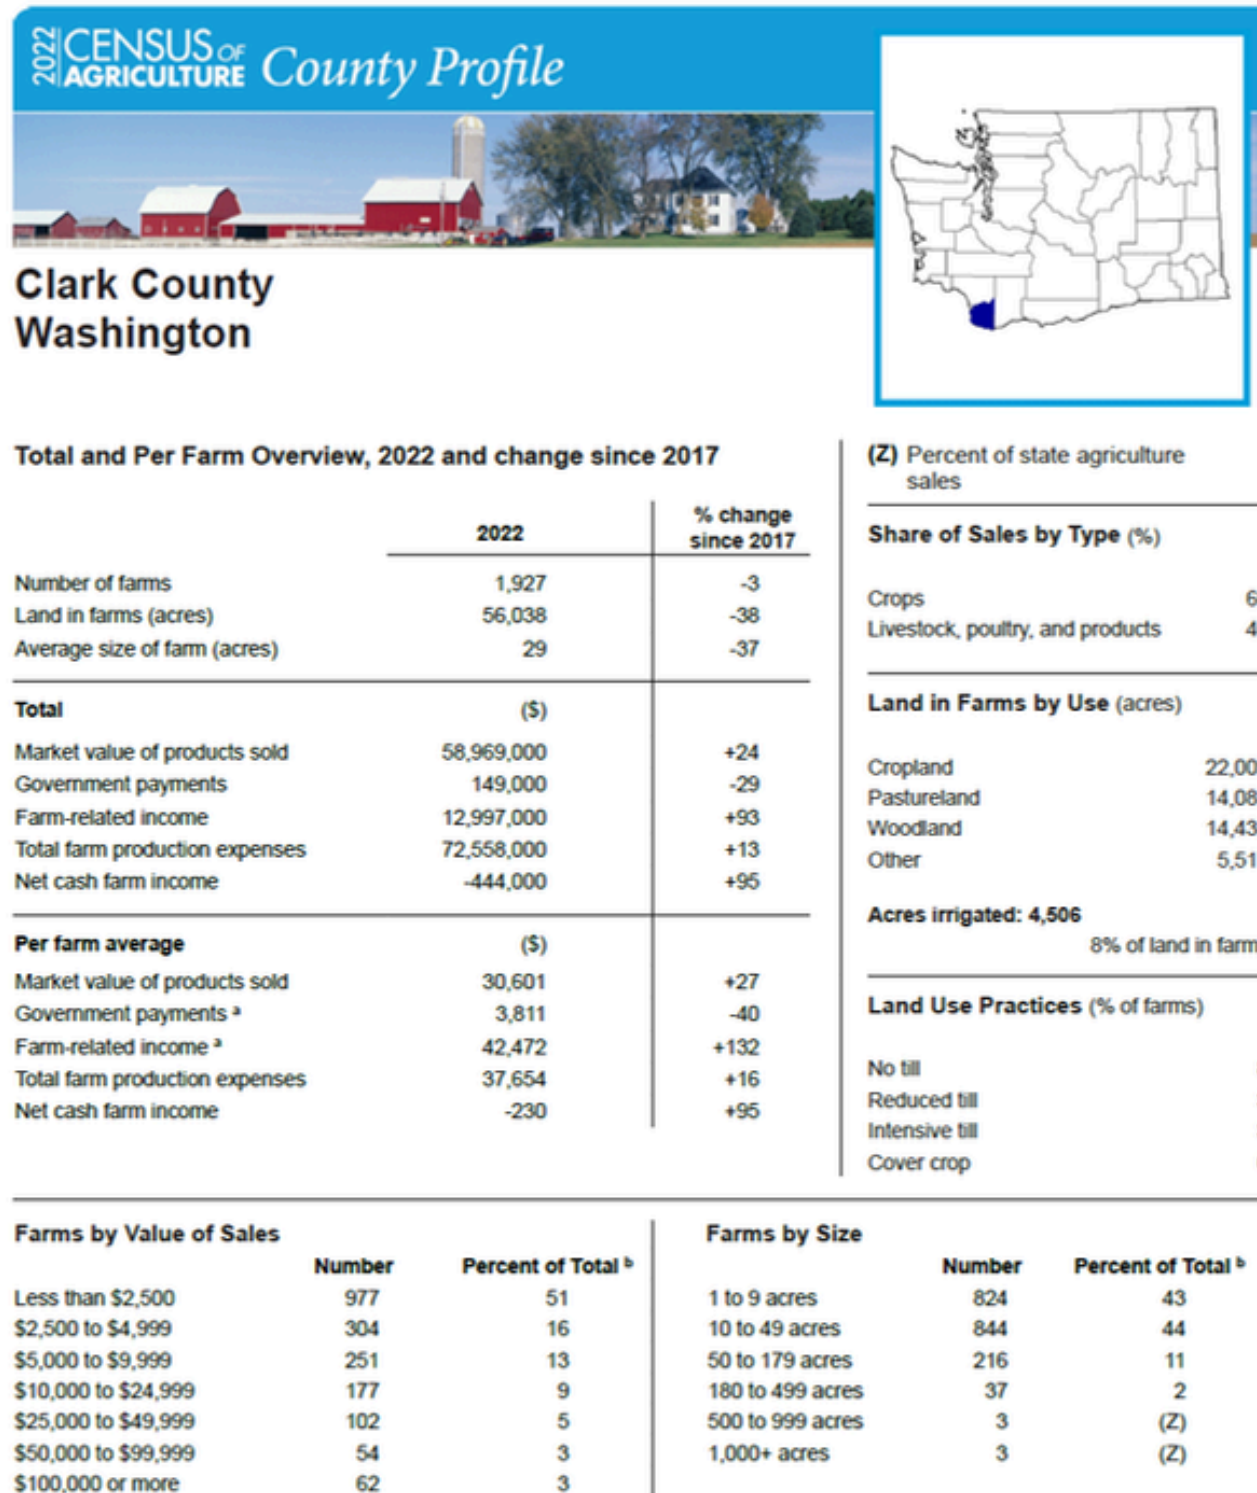 2022 CENSUS OF AGRICULTURE County Profile
Clark County
Washington
Total and Per Farm Overview, 2022 and change since 2017
2022 % change since 2017
Number of farms 1,927 -3
Land in farms (acres) 56,038 -38
Average size of farm (acres) 29 -37
Total ($)
Market value of products sold 58,969,000 +24
Government payments 149,000 -29
Farm-related income 12,997,000 +93
Total farm production expenses 72,558,000 +13
Net cash farm income -444,000 +95
Per farm average ($)
Market value of products sold 30,601 +27
Government payments ª 3,811 -40
Farm-related income ª 42,472 +132
Total farm production expenses 37,654 +16
Net cash farm income -230 +95
(Z) Percent of state agriculture
sales
Share of Sales by Type (%)
Crops 6
Livestock, poultry, and products 4
Land in Farms by Use (acres)
Cropland 22,00
Pastureland 14,08
Woodland 14,43
Other 5,51
Acres irrigated: 4,506
8% of land in farm
Land Use Practices (% of farms)
No till
Reduced till
Intensive till
Cover crop
Farms by Value of Sales
Number Percent of Total ᵇ
Less than $2,500 977 51
$2,500 to $4,999 304 16
$5,000 to $9,999 251 13
$10,000 to $24,999 177 9
$25,000 to $49,999 102 5
$50,000 to $99,999 54 3
$100,000 or more 62 3
Farms by Size
Number Percent of Total ᵇ
1 to 9 acres 824 43
10 to 49 acres 844 44
50 to 179 acres 216 11
180 to 499 acres 37 2
500 to 999 acres 3 (Z)
1,000+ acres 3 (Z)